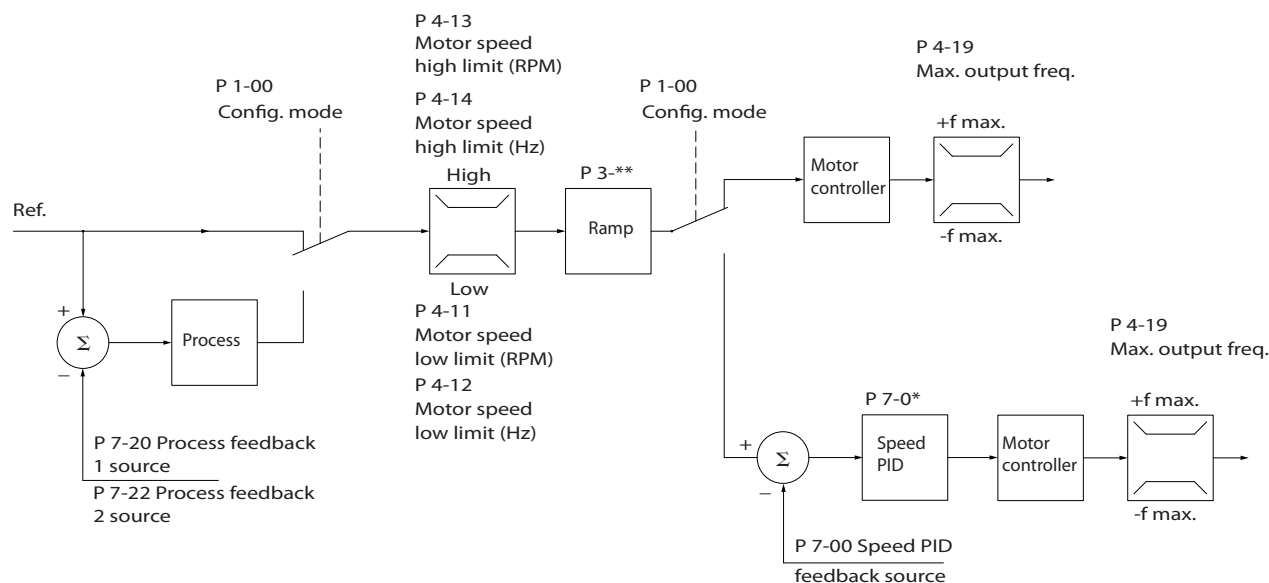 P 4-13
Motor speed
high limit (RPM)
P 4-14
Motor speed
high limit (Hz)
High
P 1-00
Config. mode
P 3-**
Ramp
P 1-00
Config. mode
P 4-19
Max. output freq.
+f max.
Motor
controller
-f max.
Ref.
+
Σ
−
Process
P 7-20 Process feedback
1 source
P 7-22 Process feedback
2 source
Low
P 4-11
Motor speed
low limit (RPM)
P 4-12
Motor speed
low limit (Hz)
+
Σ
−
P 7-0*
Speed
PID
Motor
controller
P 4-19
Max. output freq.
+f max.
-f max.
P 7-00 Speed PID
feedback source